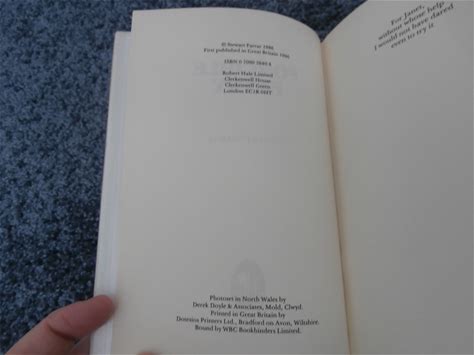 © Stewart Farrar 1986
First published in Great Britain 1986
ISBN 0
Robert Hale Limited
Clerkenwell House
Clerkenwell Green
London EC1R 0HT
Photoset in North Wales by
Derek Doyle & Associates, Mold, Clwyd.
Printed in Great Britain by
Dotesios Printers Ltd., Bradford on Avon, Wiltshire.
Bound by WBC Bookbinders Limited.
For Janet,
without whose help
I would not have dared
even to try it